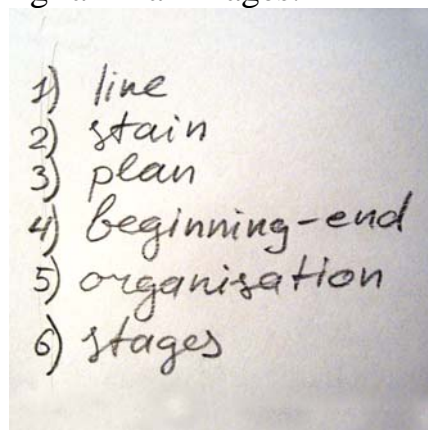 1) line
2) stain
3) plan
4) beginning-end
5) organisation
6) stages